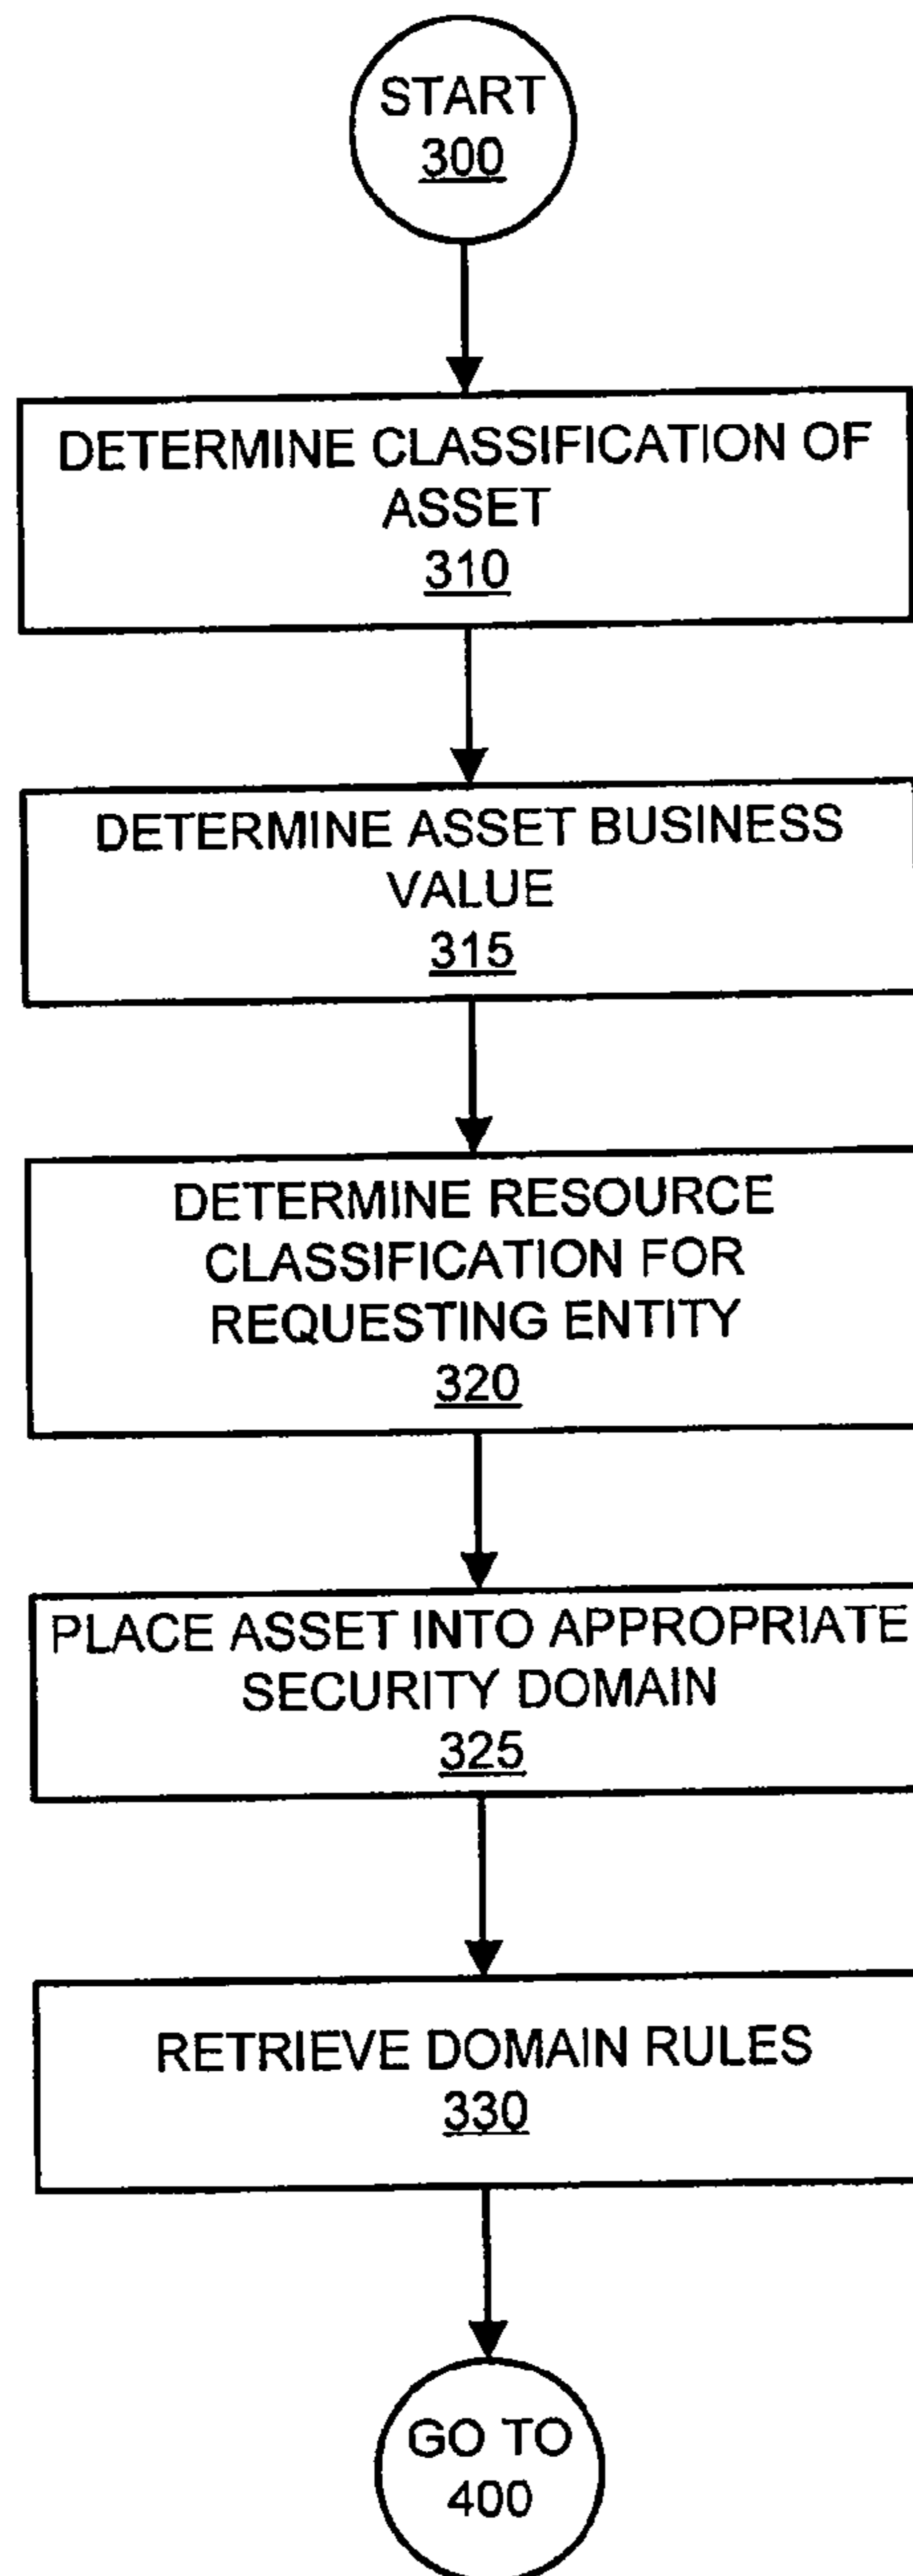 START
300
DETERMINE CLASSIFICATION OF
ASSET
310
DETERMINE ASSET BUSINESS
VALUE
315
DETERMINE RESOURCE
CLASSIFICATION FOR
REQUESTING ENTITY
320
PLACE ASSET INTO APPROPRIATE
SECURITY DOMAIN
325
RETRIEVE DOMAIN RULES
330
GO TO
400